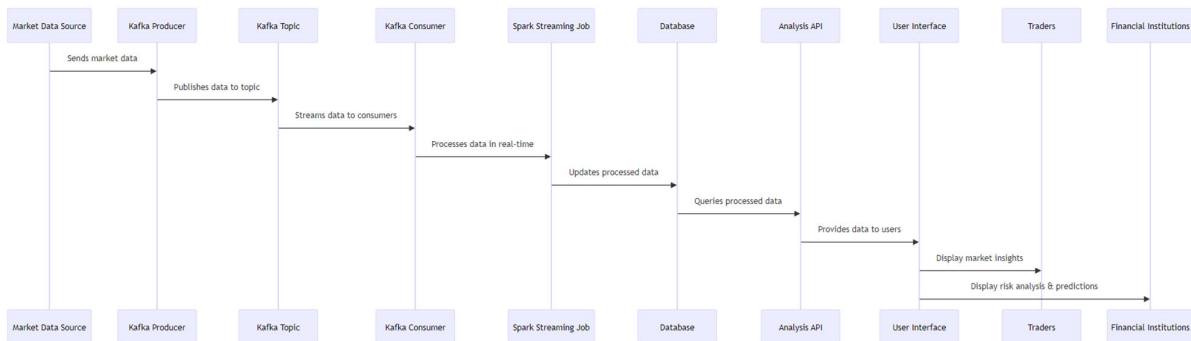 Market Data Source
Kafka Producer
Kafka Topic
Kafka Consumer
Spark Streaming Job
Database
Analysis API
User Interface
Traders
Financial Institutions
Sends market data
Publishes data to topic
Streams data to consumers
Processes data in real-time
Updates processed data
Queries processed data
Provides data to users
Display market insights
Display risk analysis & predictions
Market Data Source
Kafka Producer
Kafka Topic
Kafka Consumer
Spark Streaming Job
Database
Analysis API
User Interface
Traders
Financial Institutions